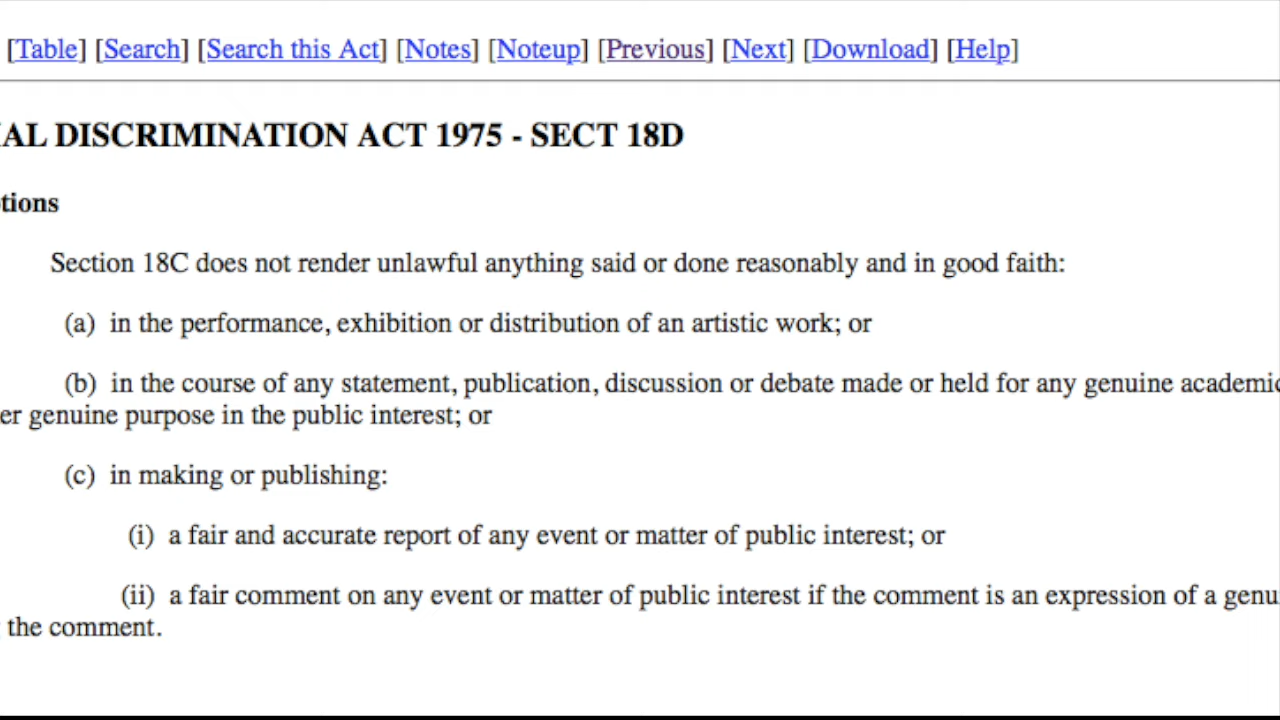 [Table] [Search] [Search this Act] [Notes] [Noteup] [Previous] [Next] [Download] [Help]
IAL DISCRIMINATION ACT 1975 - SECT 18D
tions
Section 18C does not render unlawful anything said or done reasonably and in good faith:
(a) in the performance, exhibition or distribution of an artistic work; or
(b) in the course of any statement, publication, discussion or debate made or held for any genuine academic
er genuine purpose in the public interest; or
(c) in making or publishing:
(i) a fair and accurate report of any event or matter of public interest; or
(ii) a fair comment on any event or matter of public interest if the comment is an expression of a genu
the comment.